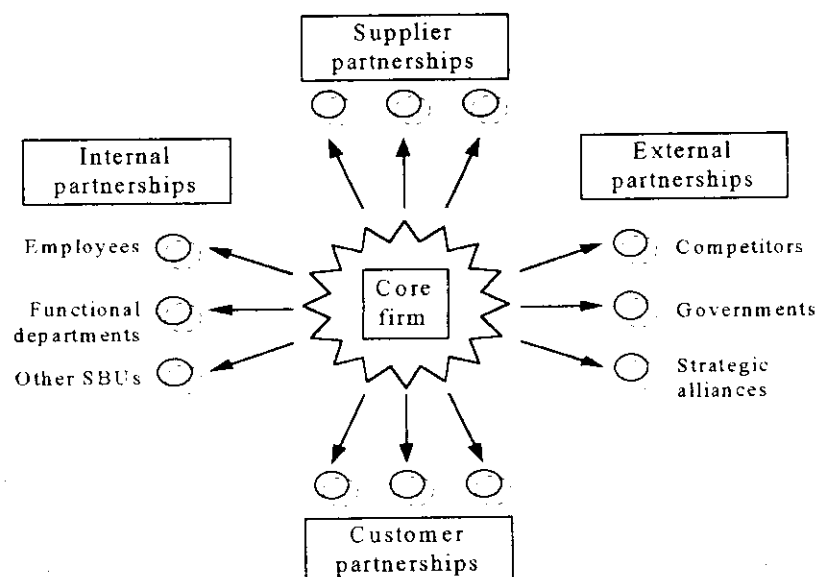 Supplier
partnerships
Internal
partnerships
External
partnerships
Employees
Functional
departments
Other SBUs
Core
firm
Competitors
Governments
Strategic
alliances
Customer
partnerships